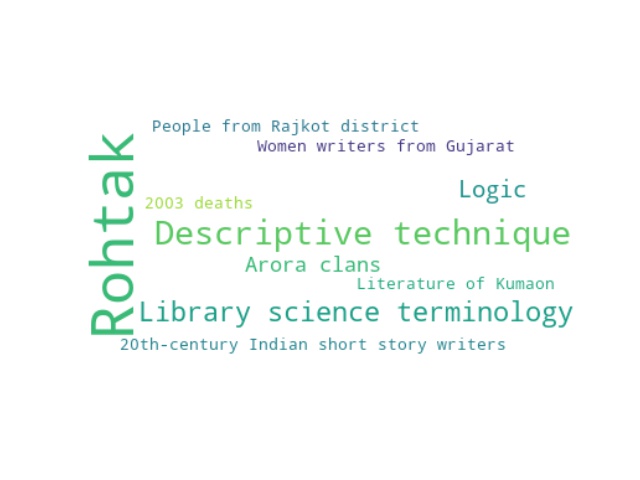 People from Rajkot district
Women writers from Gujarat
Rohtak
Logic
2003 deaths
Descriptive technique
Arora clans
Literature of Kumaon
Library science terminology
20th-century Indian short story writers